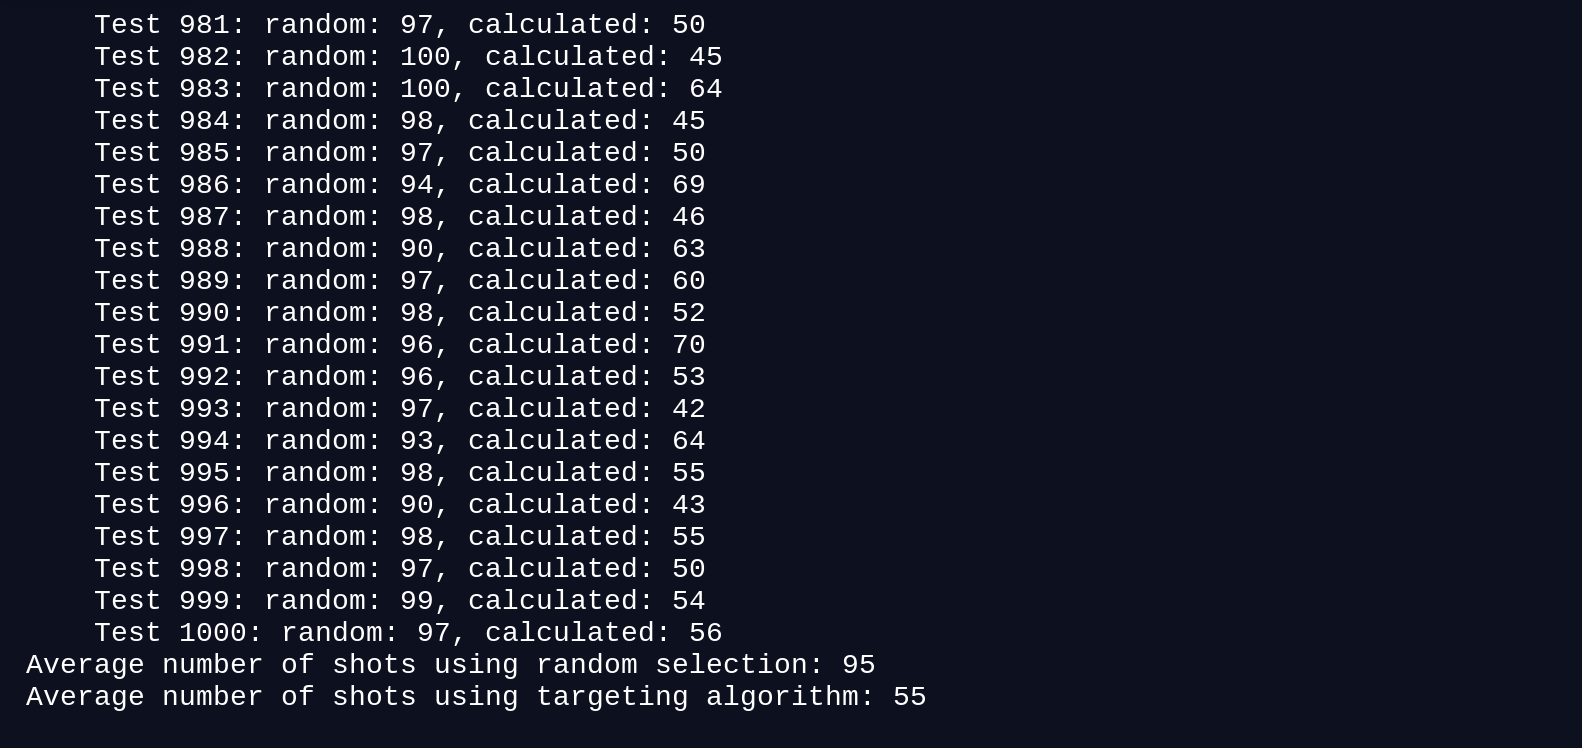 Test 981: random: 97, calculated: 50
Test 982: random: 100, calculated: 45
Test 983: random: 100, calculated: 64
Test 984: random: 98, calculated: 45
Test 985: random: 97, calculated: 50
Test 986: random: 94, calculated: 69
Test 987: random: 98, calculated: 46
Test 988: random: 90, calculated: 63
Test 989: random: 97, calculated: 60
Test 990: random: 98, calculated: 52
Test 991: random: 96, calculated: 70
Test 992: random: 96, calculated: 53
Test 993: random: 97, calculated: 42
Test 994: random: 93, calculated: 64
Test 995: random: 98, calculated: 55
Test 996: random: 90, calculated: 43
Test 997: random: 98, calculated: 55
Test 998: random: 97, calculated: 50
Test 999: random: 99, calculated: 54
Test 1000: random: 97, calculated: 56
Average number of shots using random selection: 95
Average number of shots using targeting algorithm: 55